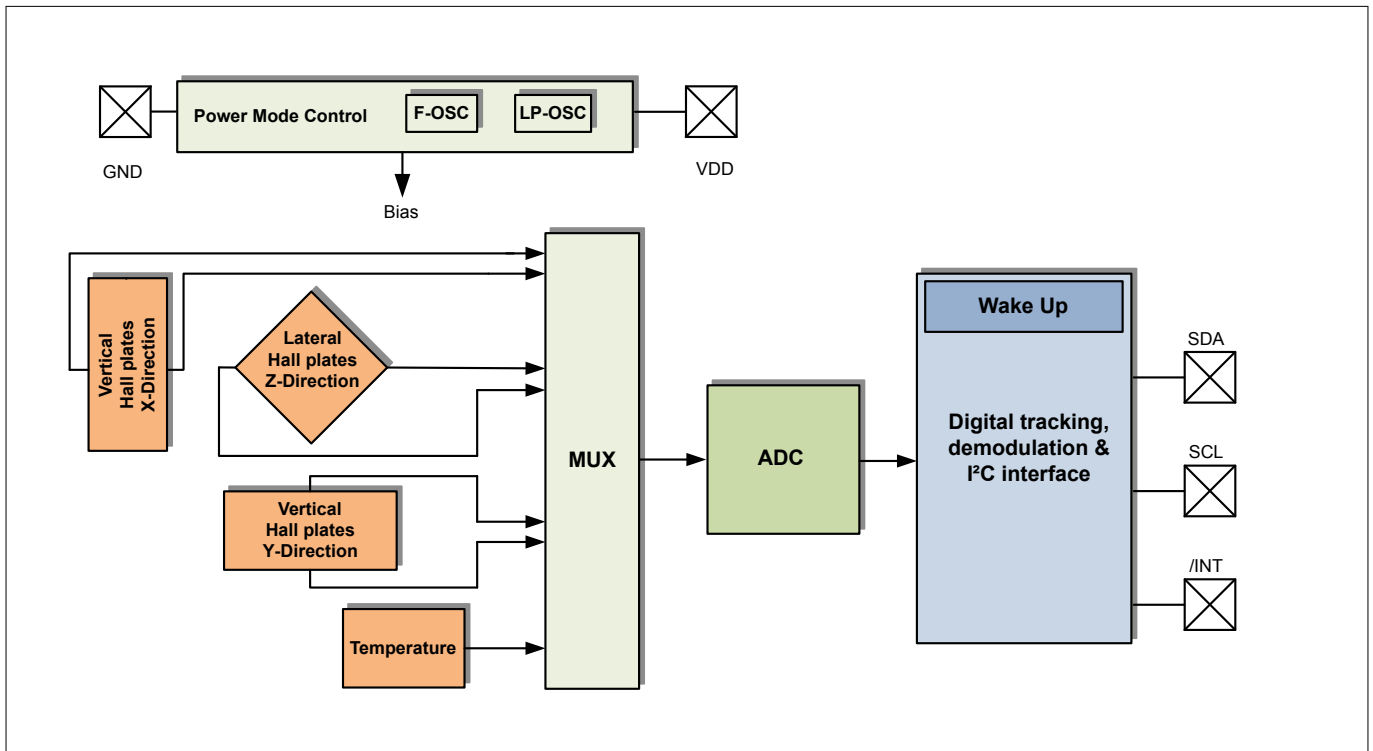 Power Mode Control
F-OSC
LP-OSC
GND
VDD
Bias
Vertical
Hall plates
X-Direction
Lateral
Hall plates
Z-Direction
Vertical
Hall plates
Y-Direction
Temperature
MUX
ADC
Wake Up
Digital tracking,
demodulation &
I²C interface
SDA
SCL
/INT